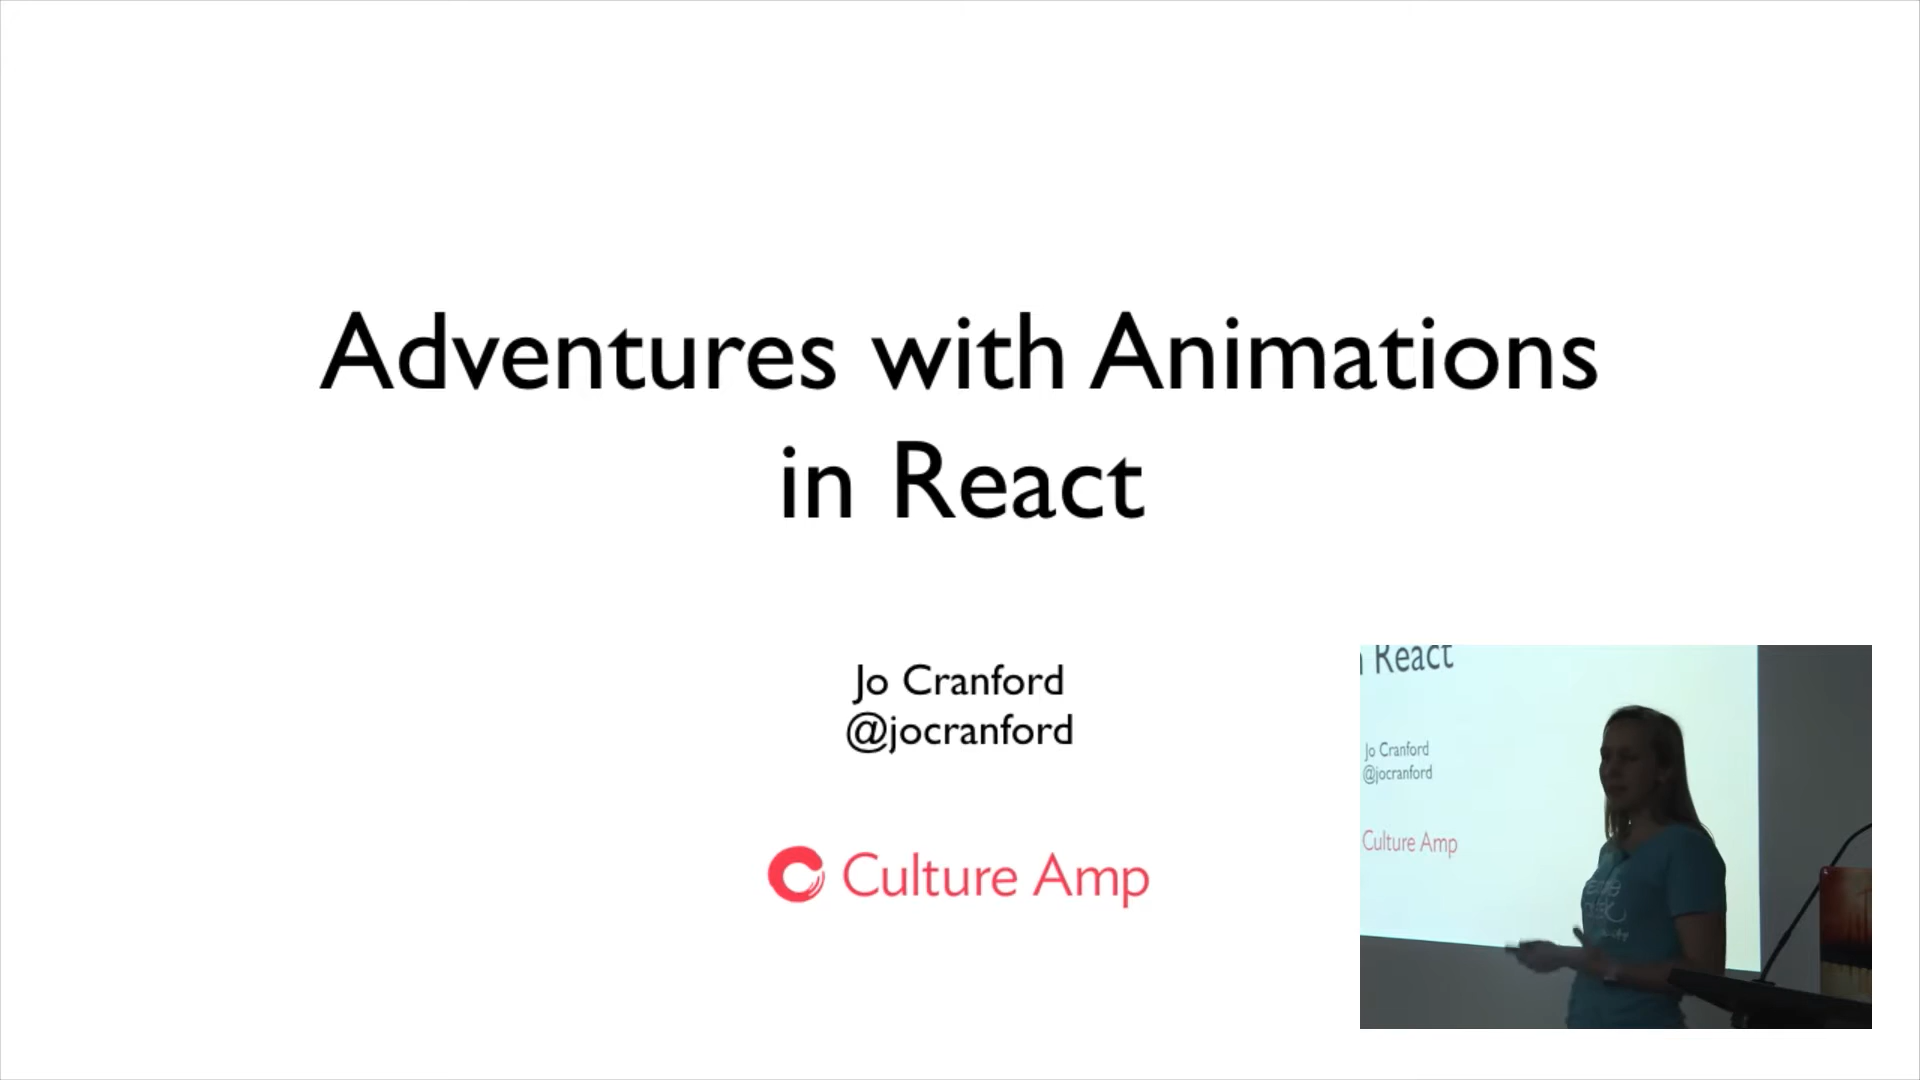 Adventures with Animations
in React
Jo Cranford
@jocranford
Culture Amp
React
Jo Cranford
@jocranford
Culture Amp